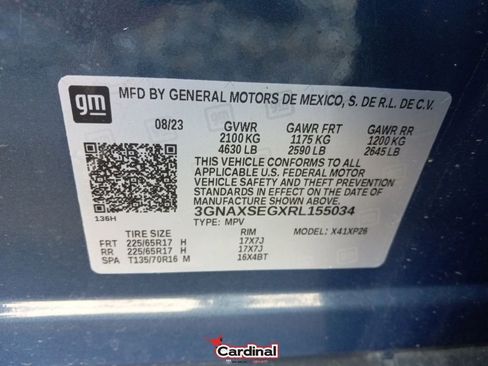 gm
MFD BY GENERAL MOTORS DE MEXICO, S. DE R.L. DE C.V.
08/23 GVWR GAWR FRT GAWR RR
2100 KG 1175 KG 1200 KG
4630 LB 2590 LB 2645 LB
THIS VEHICLE CONFORMS TO ALL
APPLICABLE U.S. FEDERAL MOTOR
VEHICLE SAFETY AND THEFT PREVENTION
STANDARDS IN EFFECT ON THE DATE OF
MANUFACTURE SHOWN ABOVE.
3GNAXSEGXRL155034
136H
TYPE: MPV MODEL: X41XP26
TIRE SIZE RIM
FRT 225/65R17 H 17X7J
RR 225/65R17 H 17X7J
SPA T135/70R16 M 16X4BT
Cardinal